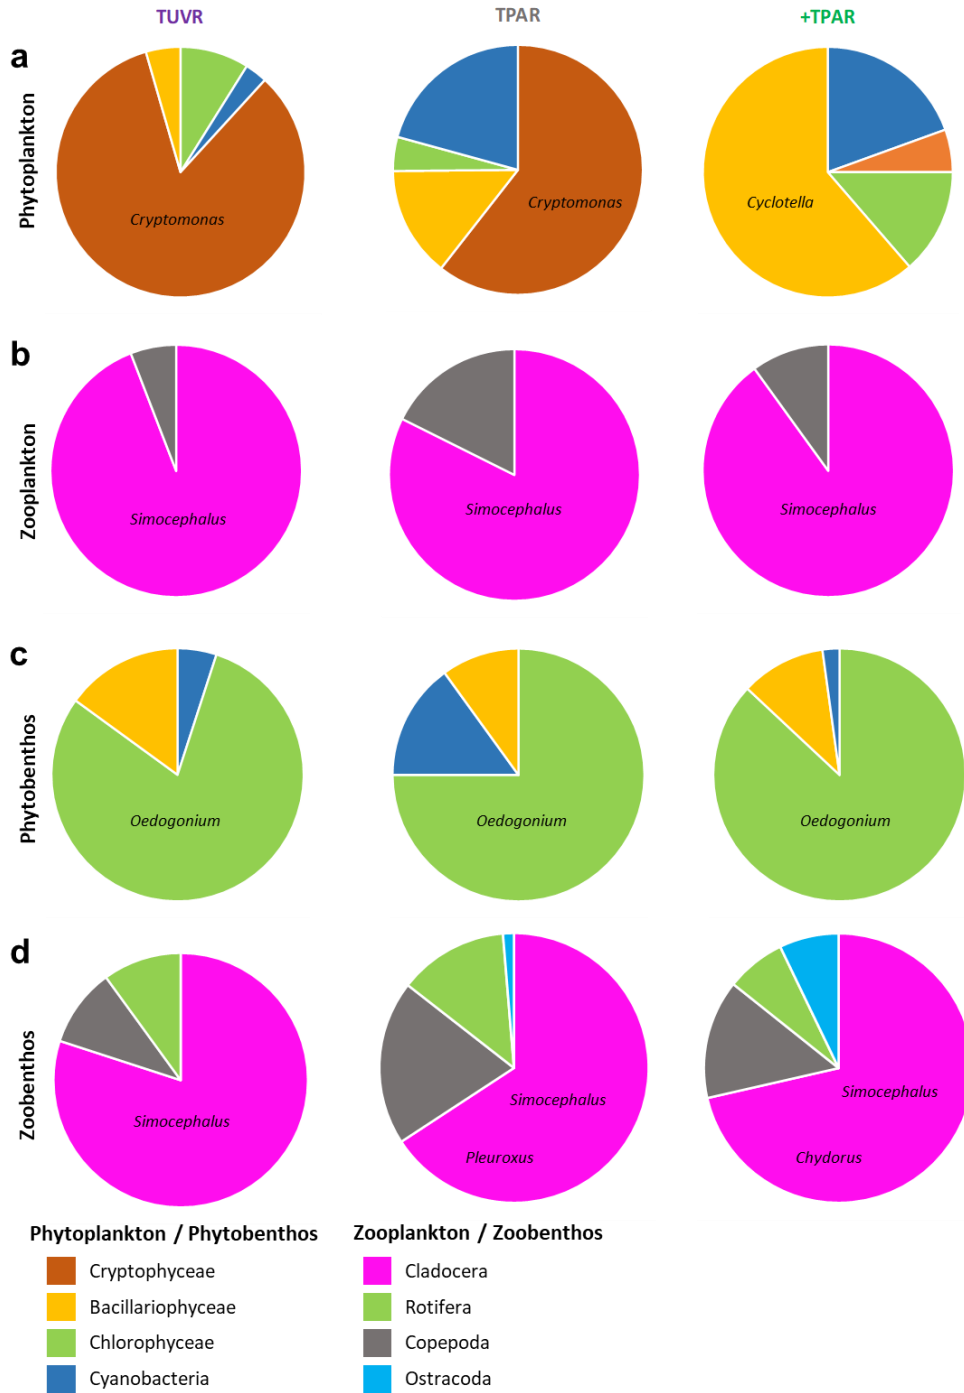 TUVR
TPAR
+TPAR
a
Phytoplankton
Cryptomonas
Cryptomonas
Cyclotella
b
Zooplankton
Simocephalus
Simocephalus
Simocephalus
c
Phytobenthos
Oedogonium
Oedogonium
Oedogonium
d
Zoobenthos
Simocephalus
Simocephalus
Pleuroxus
Simocephalus
Chydorus
Phytoplankton / Phytobenthos
Cryptophyceae
Bacillariophyceae
Chlorophyceae
Cyanobacteria
Zooplankton / Zoobenthos
Cladocera
Rotifera
Copepoda
Ostracoda